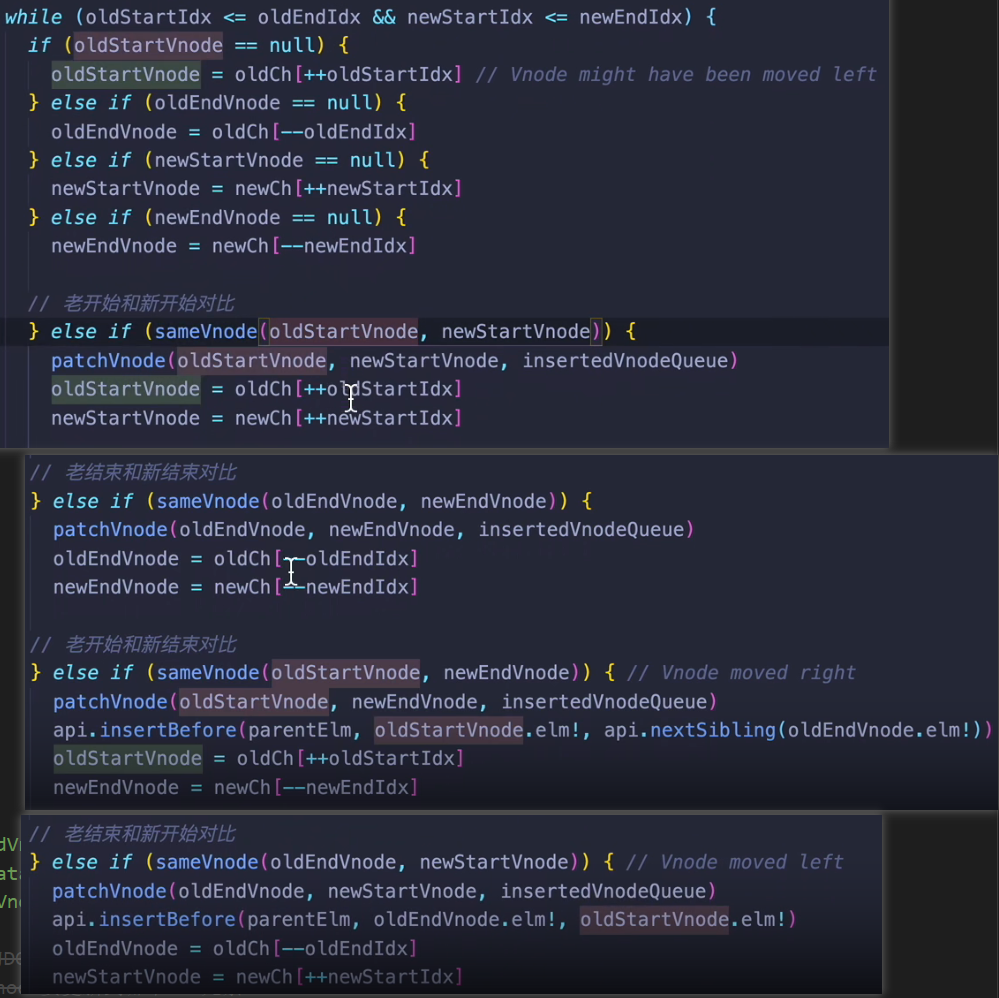 while (oldStartIdx <= oldEndIdx && newStartIdx <= newEndIdx) {
if (oldStartVnode == null) {
oldStartVnode = oldCh[++oldStartIdx] // Vnode might have been moved left
} else if (oldEndVnode == null) {
oldEndVnode = oldCh[--oldEndIdx]
} else if (newStartVnode == null) {
newStartVnode = newCh[++newStartIdx]
} else if (newEndVnode == null) {
newEndVnode = newCh[--newEndIdx]
// 老开始和新开始对比
} else if (sameVnode(oldStartVnode, newStartVnode)) {
patchVnode(oldStartVnode, newStartVnode, insertedVnodeQueue)
oldStartVnode = oldCh[++oldStartIdx]
newStartVnode = newCh[++newStartIdx]
// 老结束和新结束对比
} else if (sameVnode(oldEndVnode, newEndVnode)) {
patchVnode(oldEndVnode, newEndVnode, insertedVnodeQueue)
oldEndVnode = oldCh[--oldEndIdx]
newEndVnode = newCh[--newEndIdx]
// 老开始和新结束对比
} else if (sameVnode(oldStartVnode, newEndVnode)) { // Vnode moved right
patchVnode(oldStartVnode, newEndVnode, insertedVnodeQueue)
api.insertBefore(parentElm, oldStartVnode.elm!, api.nextSibling(oldEndVnode.elm!))
oldStartVnode = oldCh[++oldStartIdx]
newEndVnode = newCh[--newEndIdx]
// 老结束和新开始对比
} else if (sameVnode(oldEndVnode, newStartVnode)) { // Vnode moved left
patchVnode(oldEndVnode, newStartVnode, insertedVnodeQueue)
api.insertBefore(parentElm, oldEndVnode.elm!, oldStartVnode.elm!)
oldEndVnode = oldCh[--oldEndIdx]
newStartVnode = newCh[++newStartIdx]